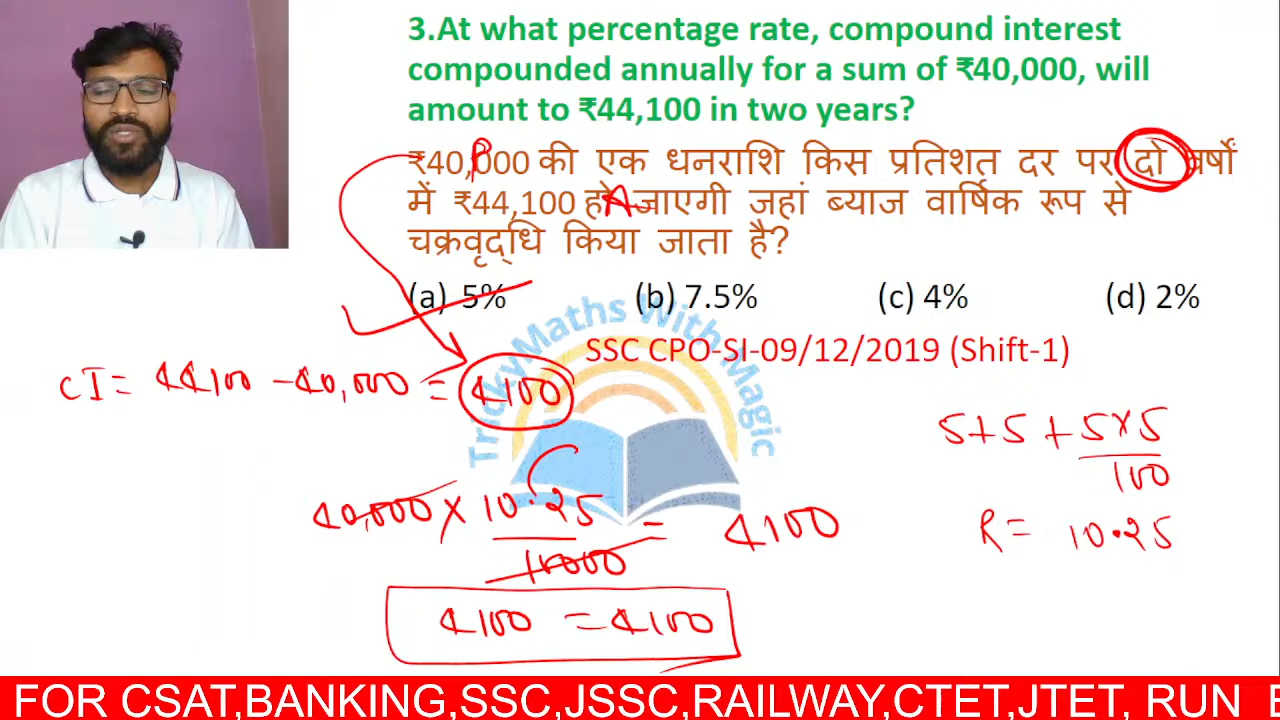 3.At what percentage rate, compound interest
compounded annually for a sum of ₹40,000, will
amount to ₹44,100 in two years?
₹40,000 की एक धनराशि किस प्रतिशत दर पर दो वर्षों
P
में ₹44,100 हो जाएगी जहां ब्याज वार्षिक रूप से
A
चक्रवृद्धि किया जाता है?
(a) 5% (b) 7.5% (c) 4% (d) 2%
SSC CPO-SI-09/12/2019 (Shift-1)
TrickyMaths With Magic
CI = 44100 - 40,000 = 4100
5+5 + 5×5
100
40,000 × 10.25 = 4100
10000
R = 10.25
4100 = 4100
FOR CSAT,BANKING,SSC,JSSC,RAILWAY,CTET,JTET, RUN